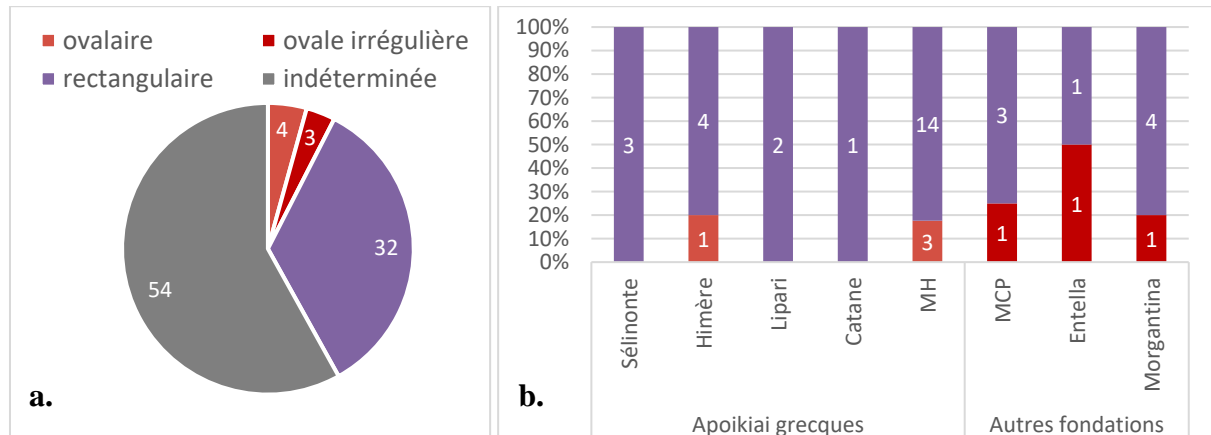 ovalaire ovale irrégulière
rectangulaire indéterminée
4 3
32
54
a.
100%
90%
80%
70%
60%
50%
40%
30%
20%
10%
0%
3 4 2 1 14 3 1 4
1 3 1 1 1
Sélinonte Himère Lipari Catane MH MCP Entella Morgantina
Apoikiai grecques Autres fondations
b.